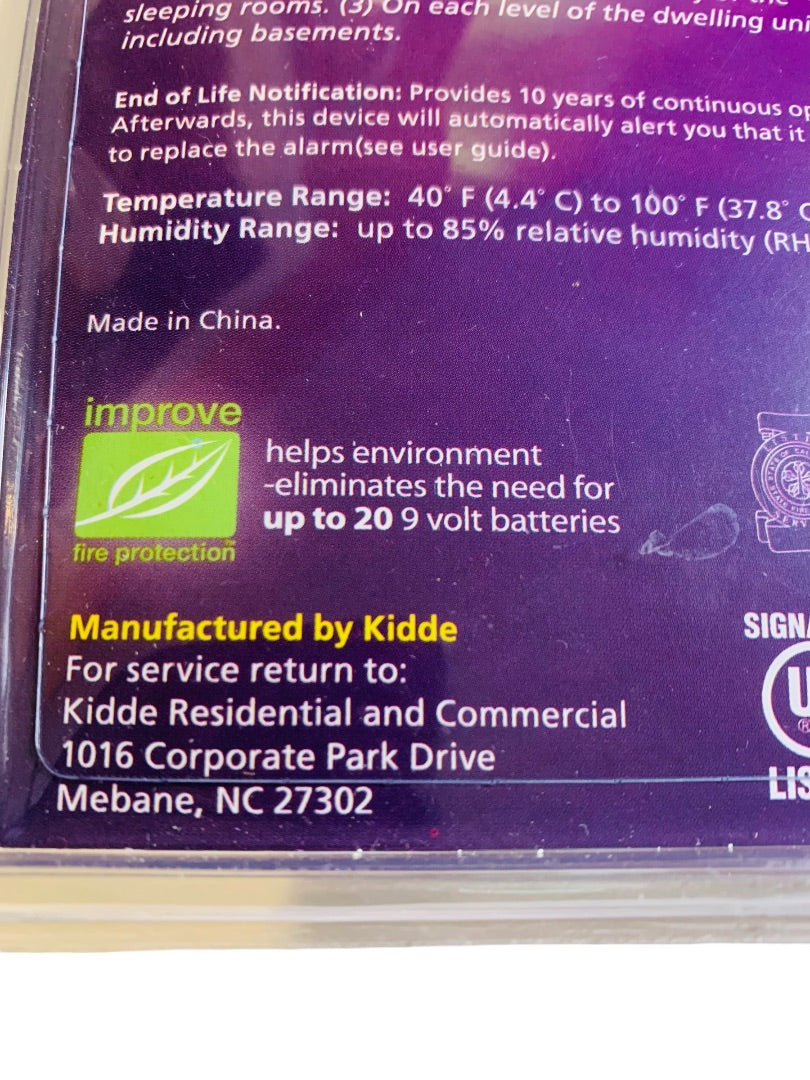 sleeping rooms. (3) On each level of the dwelling
including basements.
End of Life Notification: Provides 10 years of continuous
Afterwards, this device will automatically alert you that it
to replace the alarm(see user guide).
Temperature Range: 40° F (4.4° C) to 100° F (37.8°
Humidity Range: up to 85% relative humidity (RH
Made in China.
improve
fire protection™
helps environment
-eliminates the need for
up to 20 9 volt batteries
Manufactured by Kidde
For service return to:
Kidde Residential and Commercial
1016 Corporate Park Drive
Mebane, NC 27302
SIGNA
U
®
LIS